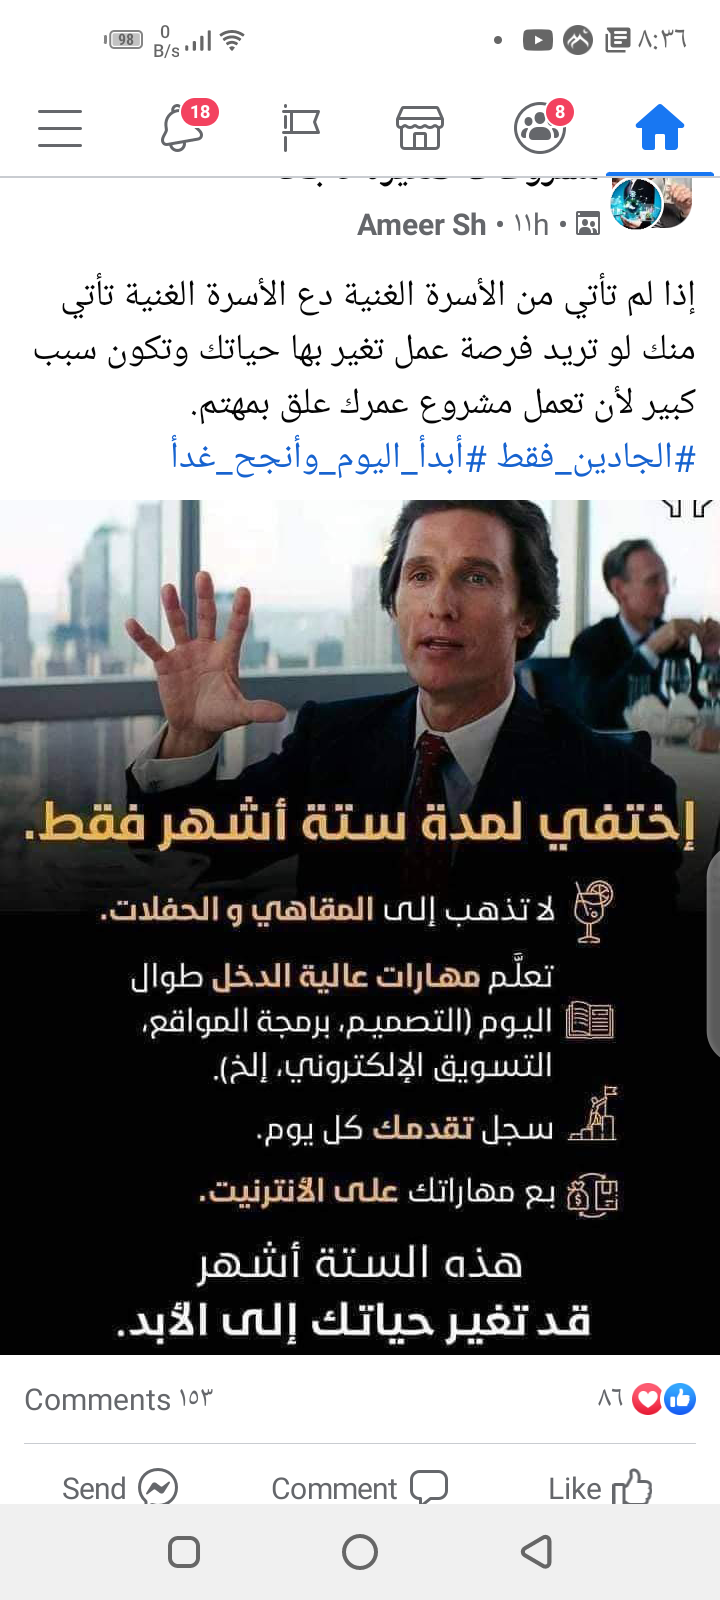 98
0
B/s
٨:٣٦
18
8
Ameer Sh • ١١h •
إذا لم تأتي من الأسرة الغنية دع الأسرة الغنية تأتي
منك لو تريد فرصة عمل تغير بها حياتك وتكون سبب
كبير لأن تعمل مشروع عمرك علق بمهتم.
#الجادين_فقط #أبدأ_اليوم_وأنجح_غدأ
إختفي لمدة ستة أشهر فقط.
لا تذهب إلى المقاهي و الحفلات.
تعلَّم مهارات عالية الدخل طوال
اليوم (التصميم، برمجة المواقع،
التسويق الإلكتروني، إلخ).
سجل تقدمك كل يوم.
بع مهاراتك على الأنترنيت.
هذه الستة أشهر
قد تغير حياتك إلى الأبد.
Comments ١٥٣
٨٦
Send
Comment
Like